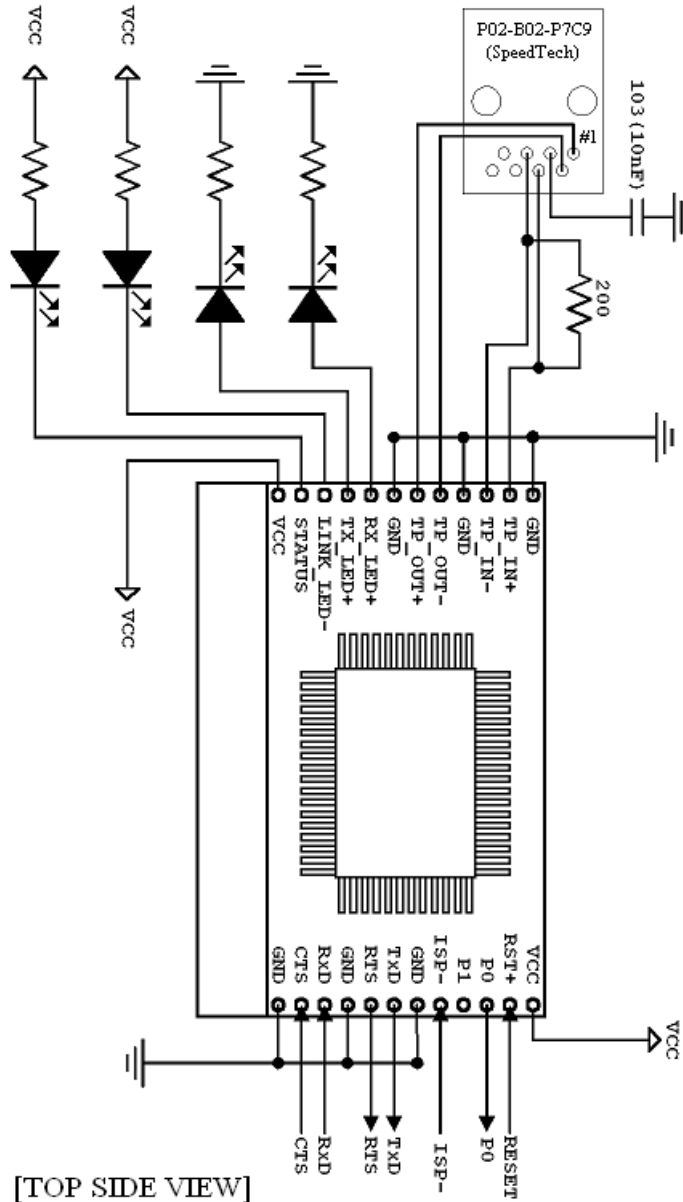 P02-B02-P7C9
(SpeedTech)
#1
103 (10nF)
200
VCC
VCC
VCC
STATUS
LINK_LED-
TX_LED+
RX_LED+
GND
TP_OUT+
TP_OUT-
GND
TP_IN-
TP_IN+
GND
VCC
GND
CTS
RxD
GND
RTS
TxD
GND
ISP-
P1
P0
RST+
VCC
VCC
CTS
RxD
RTS
TxD
ISP-
P0
RESET
[TOP SIDE VIEW]